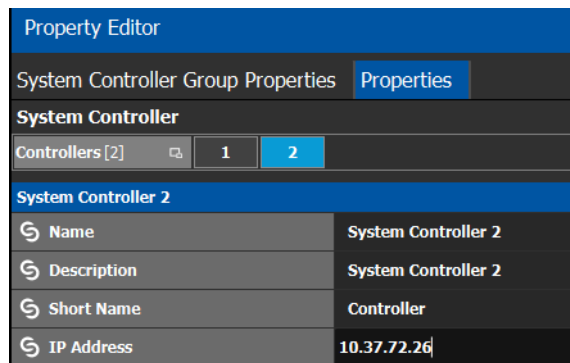 Property Editor
System Controller Group Properties Properties
System Controller
Controllers [2] 1 2
System Controller 2
Name System Controller 2
Description System Controller 2
Short Name Controller
IP Address 10.37.72.26